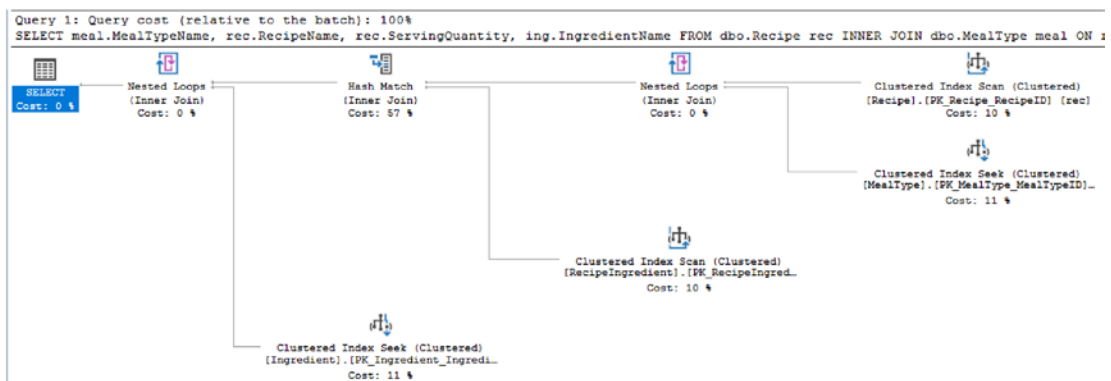 Query 1: Query cost (relative to the batch): 100%
SELECT meal.MealTypeName, rec.RecipeName, rec.ServingQuantity, ing.IngredientName FROM dbo.Recipe rec INNER JOIN dbo.MealType meal ON
SELECT
Cost: 0 %
Nested Loops
(Inner Join)
Cost: 0 %
Hash Match
(Inner Join)
Cost: 57 %
Nested Loops
(Inner Join)
Cost: 0 %
Clustered Index Scan (Clustered)
[Recipe].[PK_Recipe_RecipeID] [rec]
Cost: 10 %
Clustered Index Seek (Clustered)
[MealType].[PK_MealType_MealTypeID]…
Cost: 11 %
Clustered Index Scan (Clustered)
[RecipeIngredient].[PK_RecipeIngred…
Cost: 10 %
Clustered Index Seek (Clustered)
[Ingredient].[PK_Ingredient_Ingredi…
Cost: 11 %